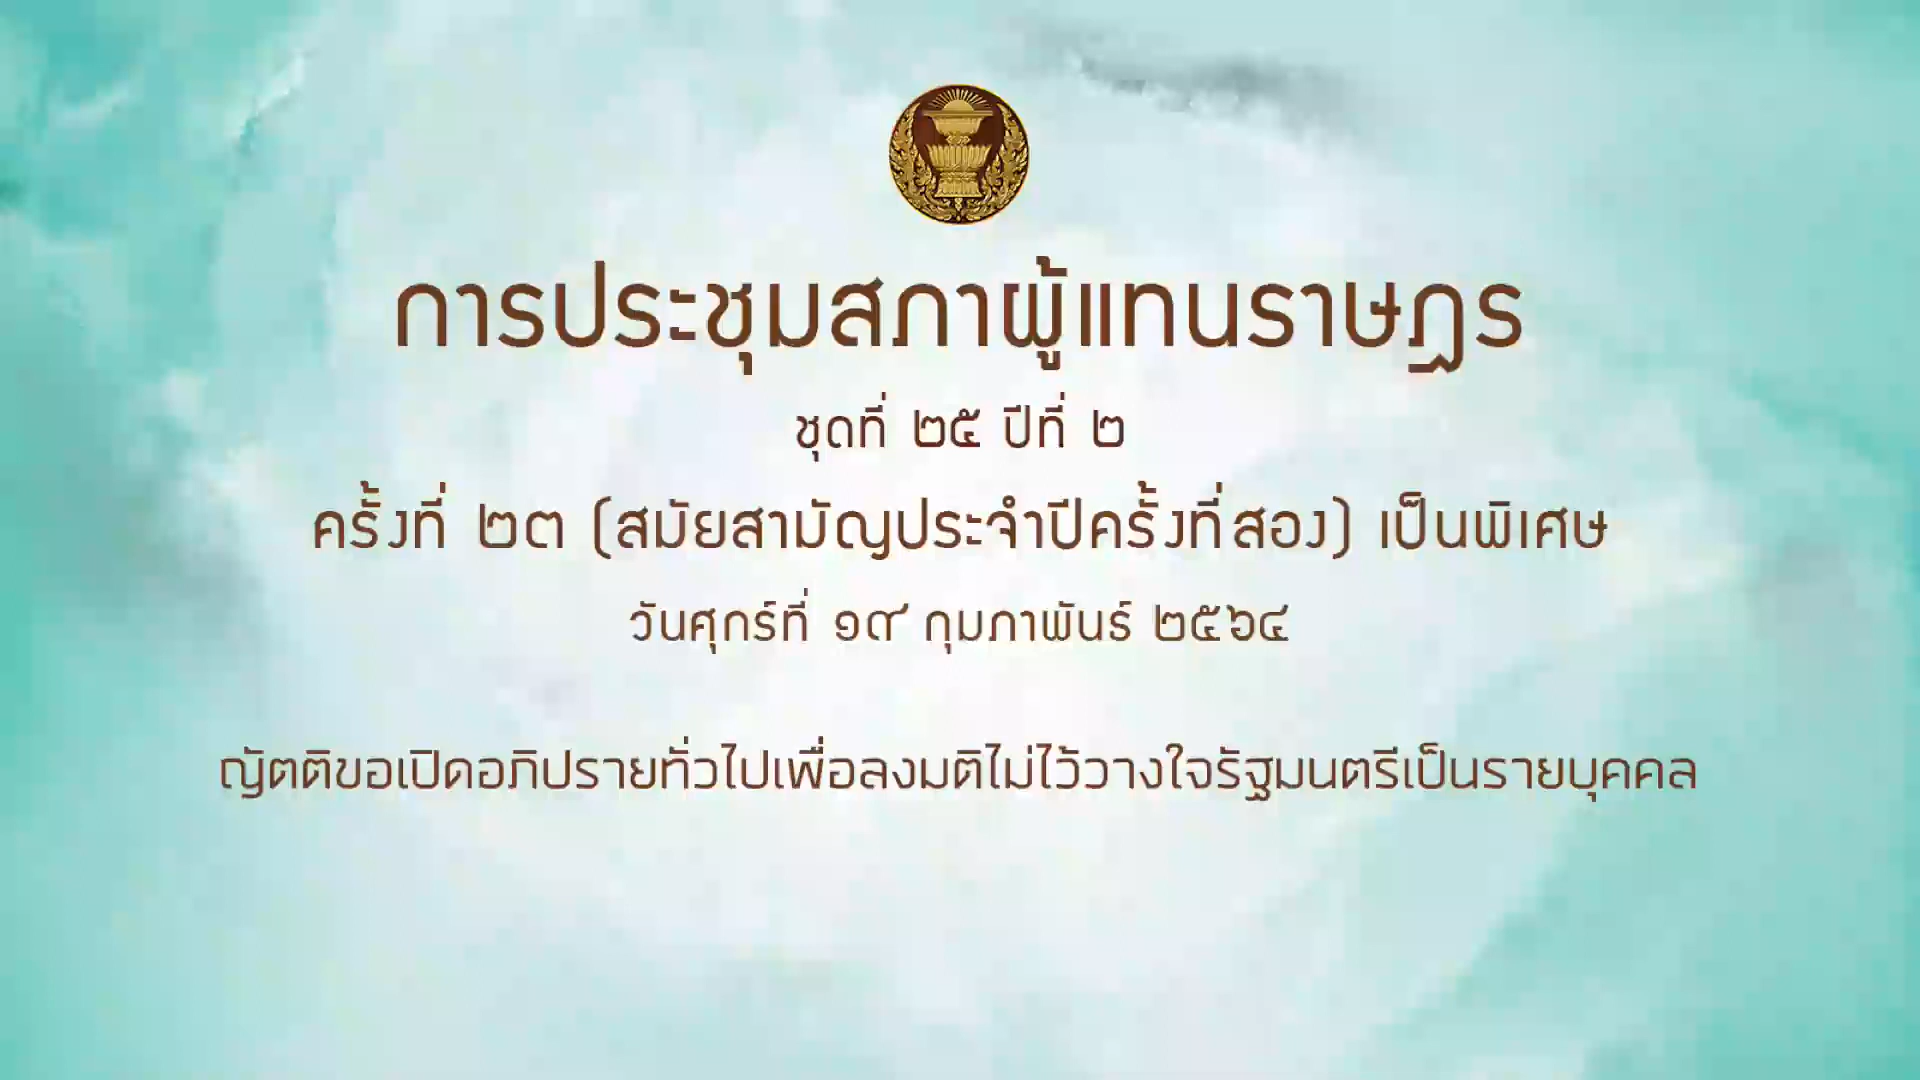 การประชุมสภาผู้แทนราษฎร
ชุดที่ ๒๕ ปีที่ ๒
ครั้งที่ ๒๓ (สมัยสามัญประจำปีครั้งที่สอง) เป็นพิเศษ
วันศุกร์ที่ ๑๙ กุมภาพันธ์ ๒๕๖๔
ญัตติขอเปิดอภิปรายทั่วไปเพื่อลงมติไม่ไว้วางใจรัฐมนตรีเป็นรายบุคคล